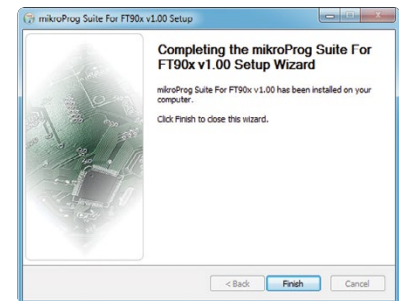 mikroProg Suite For FT90x v1.00 Setup
Completing the mikroProg Suite For
FT90x v1.00 Setup Wizard
mikroProg Suite For FT90x v1.00 has been installed on your
computer.
Click Finish to close this wizard.
< Back Finish Cancel